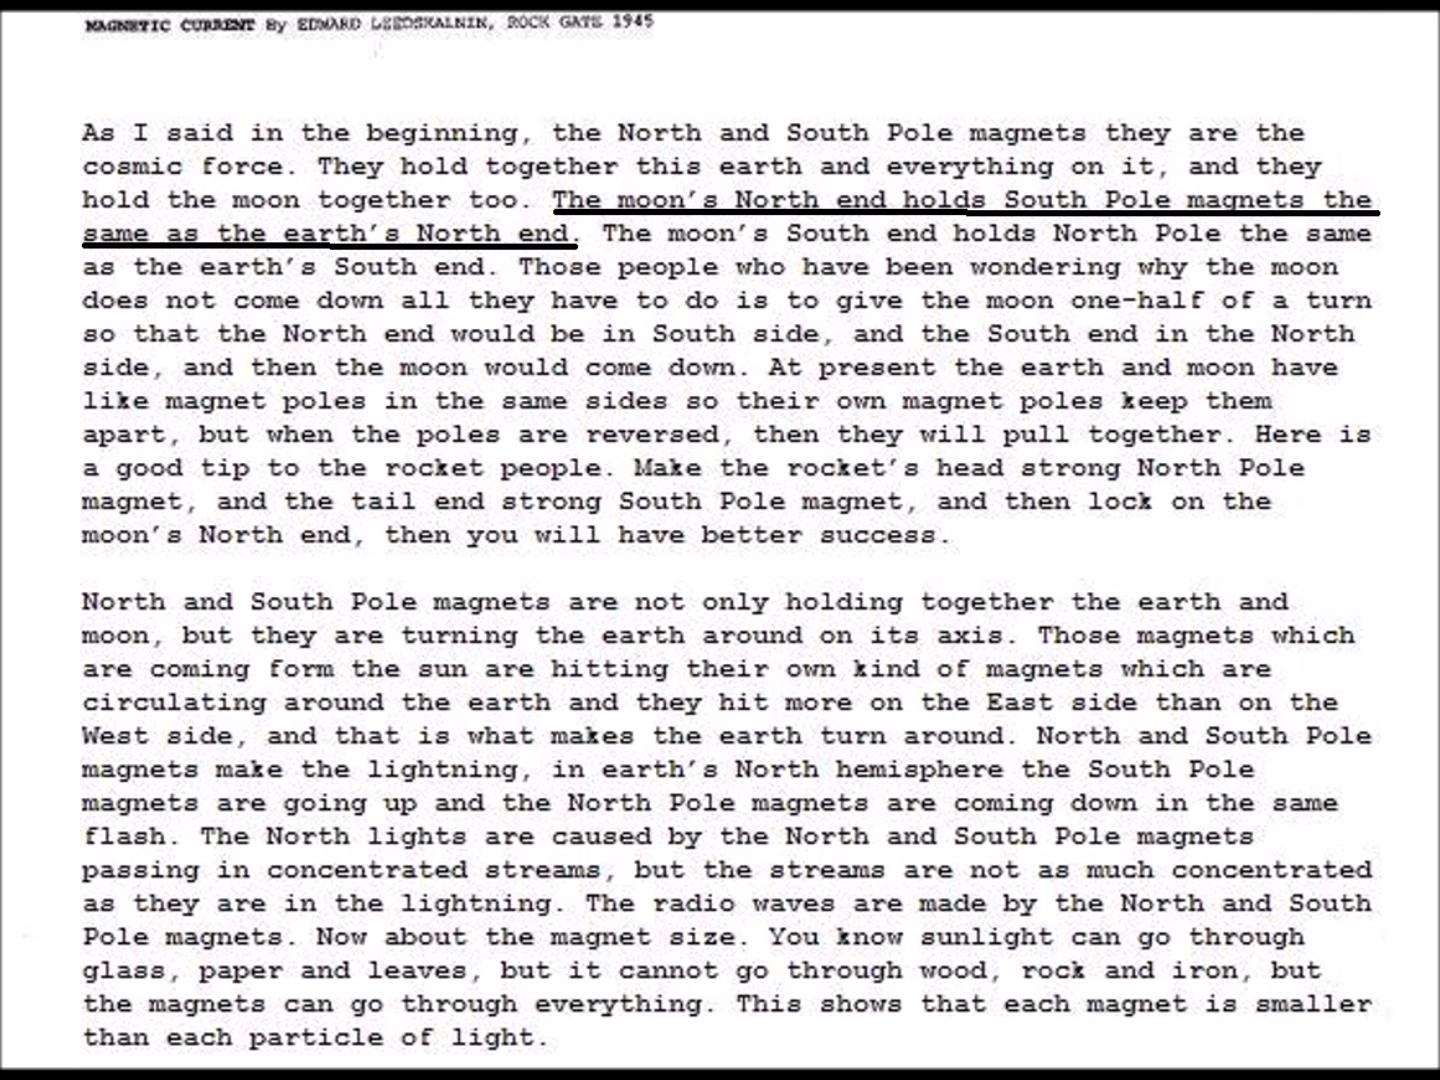 MAGNETIC CURRENT By EDWARD LEEDSKALNIN, ROCK GATE 1945
As I said in the beginning, the North and South Pole magnets they are the
cosmic force. They hold together this earth and everything on it, and they
hold the moon together too. The moon's North end holds South Pole magnets the
same as the earth's North end. The moon's South end holds North Pole the same
as the earth's South end. Those people who have been wondering why the moon
does not come down all they have to do is to give the moon one-half of a turn
so that the North end would be in South side, and the South end in the North
side, and then the moon would come down. At present the earth and moon have
like magnet poles in the same sides so their own magnet poles keep them
apart, but when the poles are reversed, then they will pull together. Here is
a good tip to the rocket people. Make the rocket's head strong North Pole
magnet, and the tail end strong South Pole magnet, and then lock on the
moon's North end, then you will have better success.
North and South Pole magnets are not only holding together the earth and
moon, but they are turning the earth around on its axis. Those magnets which
are coming form the sun are hitting their own kind of magnets which are
circulating around the earth and they hit more on the East side than on the
West side, and that is what makes the earth turn around. North and South Pole
magnets make the lightning, in earth's North hemisphere the South Pole
magnets are going up and the North Pole magnets are coming down in the same
flash. The North lights are caused by the North and South Pole magnets
passing in concentrated streams, but the streams are not as much concentrated
as they are in the lightning. The radio waves are made by the North and South
Pole magnets. Now about the magnet size. You know sunlight can go through
glass, paper and leaves, but it cannot go through wood, rock and iron, but
the magnets can go through everything. This shows that each magnet is smaller
than each particle of light.